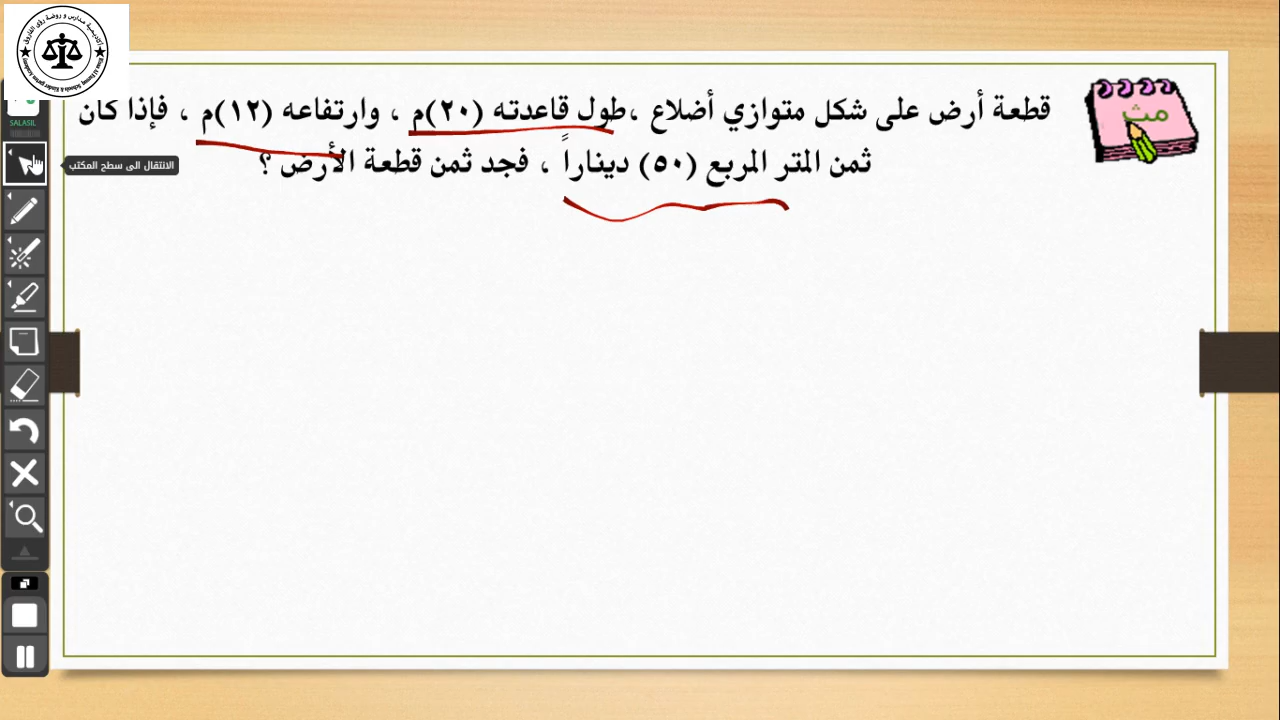 قطعة أرض على شكل متوازي أضلاع ،طول قاعدته (٢٠)م ، وارتفاعه (١٢)م ، فإذا كان
ثمن المتر المربع (٥٠) ديناراً ، فجد ثمن قطعة الأرض ؟
مث
SALASIL
الانتقال الى سطح المكتب